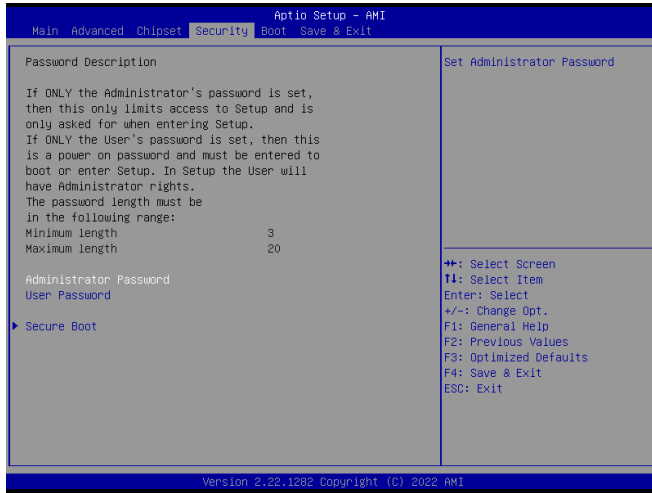 Aptio Setup - AMI
Main Advanced Chipset Security Boot Save & Exit
Password Description
If ONLY the Administrator's password is set,
then this only limits access to Setup and is
only asked for when entering Setup.
If ONLY the User's password is set, then this
is a power on password and must be entered to
boot or enter Setup. In Setup the User will
have Administrator rights.
The password length must be
in the following range:
Minimum length 3
Maximum length 20
Administrator Password
User Password
Secure Boot
Set Administrator Password
→←: Select Screen
↑↓: Select Item
Enter: Select
+/-: Change Opt.
F1: General Help
F2: Previous Values
F3: Optimized Defaults
F4: Save & Exit
ESC: Exit
Version 2.22.1282 Copyright (C) 2022 AMI